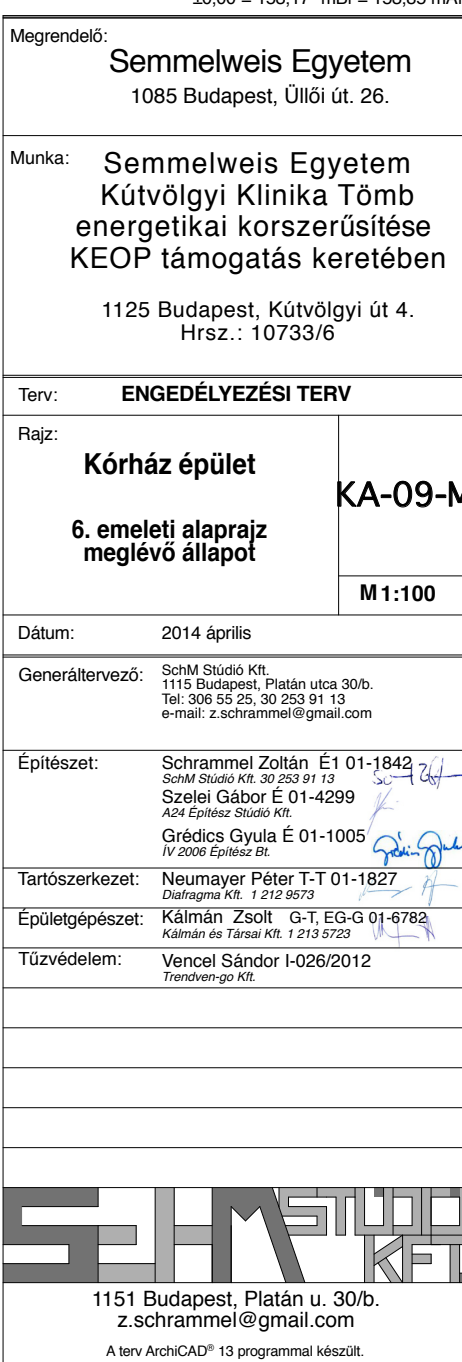 Megrendelő:
Semmelweis Egyetem
1085 Budapest, Üllői út. 26.
Munka:
Semmelweis Egyetem
Kútvölgyi Klinika Tömb
energetikai korszerűsítése
KEOP támogatás keretében
1125 Budapest, Kútvölgyi út 4.
Hrsz.: 10733/6
Terv: ENGEDÉLYEZÉSI TERV
Rajz:
Kórház épület
6. emeleti alaprajz
meglévő állapot
KA-09-M
M 1:100
Dátum: 2014 április
Generáltervező: SchM Stúdió Kft.
1115 Budapest, Platán utca 30/b.
Tel: 306 55 25, 30 253 91 13
e-mail: z.schrammel@gmail.com
Építészet: Schrammel Zoltán É1 01-1842
SchM Stúdió Kft. 30 253 91 13
Szelei Gábor É 01-4299
A24 Építész Stúdió Kft.
Grédics Gyula É 01-1005
ÍV 2006 Építész Bt.
Tartószerkezet: Neumayer Péter T-T 01-1827
Diafragma Kft. 1 212 9573
Épületgépészet: Kálmán Zsolt G-T, EG-G 01-6782
Kálmán és Társai Kft. 1 213 5723
Tűzvédelem: Vencel Sándor I-026/2012
Trendven-go Kft.
SCHM STÚDIÓ
KFT
1151 Budapest, Platán u. 30/b.
z.schrammel@gmail.com
A terv ArchiCAD® 13 programmal készült.